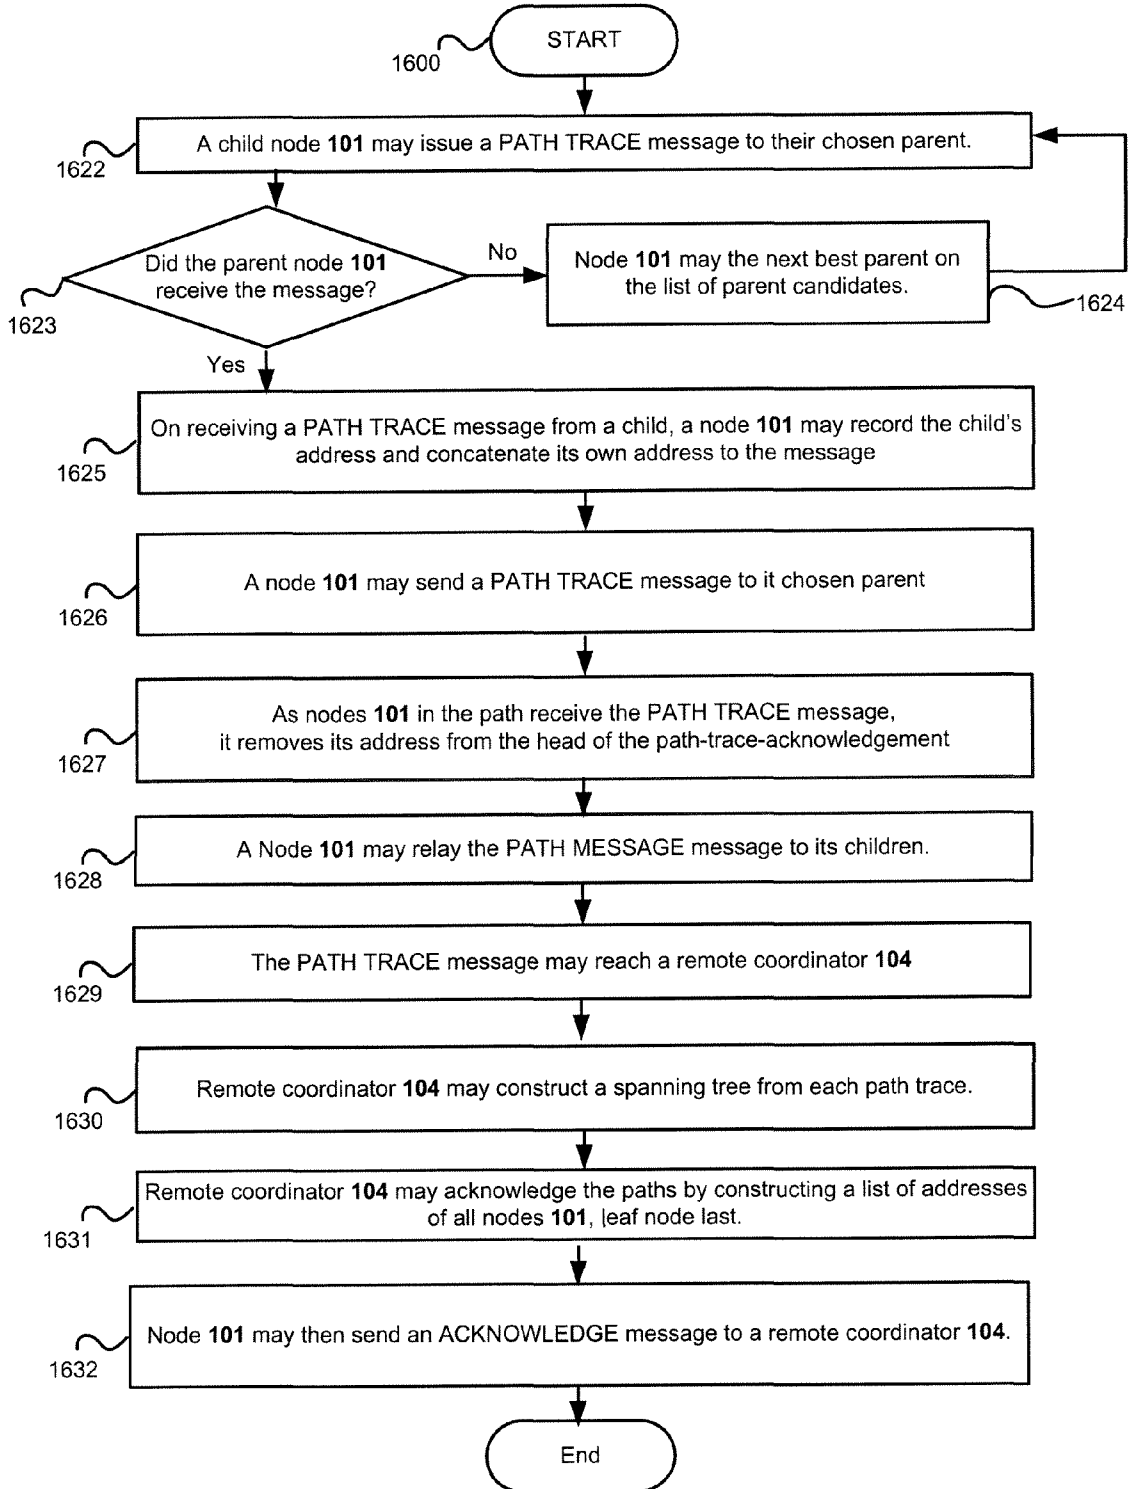 START
1600
A child node 101 may issue a PATH TRACE message to their chosen parent.
1622
Did the parent node 101
receive the message?
1623
No
Node 101 may the next best parent on
the list of parent candidates.
1624
Yes
On receiving a PATH TRACE message from a child, a node 101 may record the child's
address and concatenate its own address to the message
1625
A node 101 may send a PATH TRACE message to it chosen parent
1626
As nodes 101 in the path receive the PATH TRACE message,
it removes its address from the head of the path-trace-acknowledgement
1627
A Node 101 may relay the PATH MESSAGE message to its children.
1628
The PATH TRACE message may reach a remote coordinator 104
1629
Remote coordinator 104 may construct a spanning tree from each path trace.
1630
Remote coordinator 104 may acknowledge the paths by constructing a list of addresses
of all nodes 101, leaf node last.
1631
Node 101 may then send an ACKNOWLEDGE message to a remote coordinator 104.
1632
End